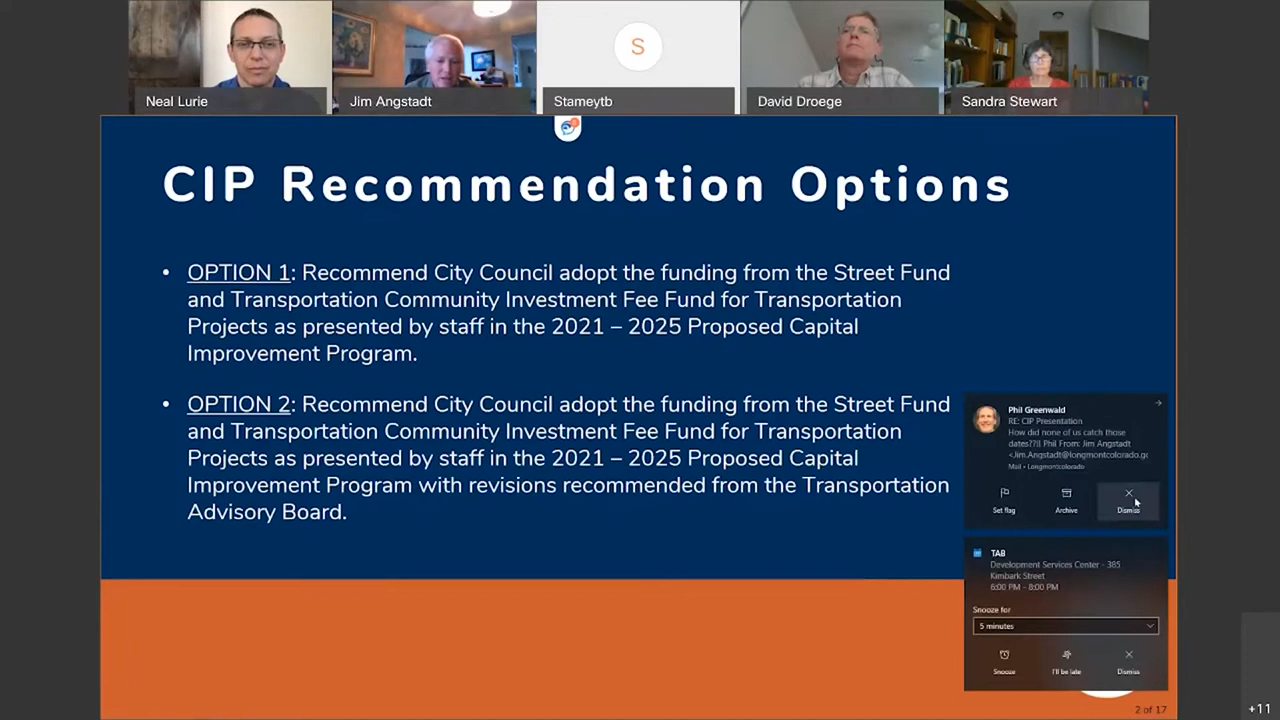 Neal Lurie
Jim Angstadt
S
Stameytb
David Droege
Sandra Stewart
CIP Recommendation Options
• OPTION 1: Recommend City Council adopt the funding from the Street Fund
and Transportation Community Investment Fee Fund for Transportation
Projects as presented by staff in the 2021 – 2025 Proposed Capital
Improvement Program.
• OPTION 2: Recommend City Council adopt the funding from the Street Fund
and Transportation Community Investment Fee Fund for Transportation
Projects as presented by staff in the 2021 – 2025 Proposed Capital
Improvement Program with revisions recommended from the Transportation
Advisory Board.
Phil Greenwald
RE: CIP Presentation
How did none of us catch those
dates??!! Phil From: Jim Angstadt
<Jim.Angstadt@longmontcolorado.gc
Mail • Longmontcolorado
Set flag
Archive
Dismiss
TAB
Development Services Center - 385
Kimbark Street
6:00 PM - 8:00 PM
Snooze for
5 minutes
Snooze
I'll be late
Dismiss
2 of 17
+11